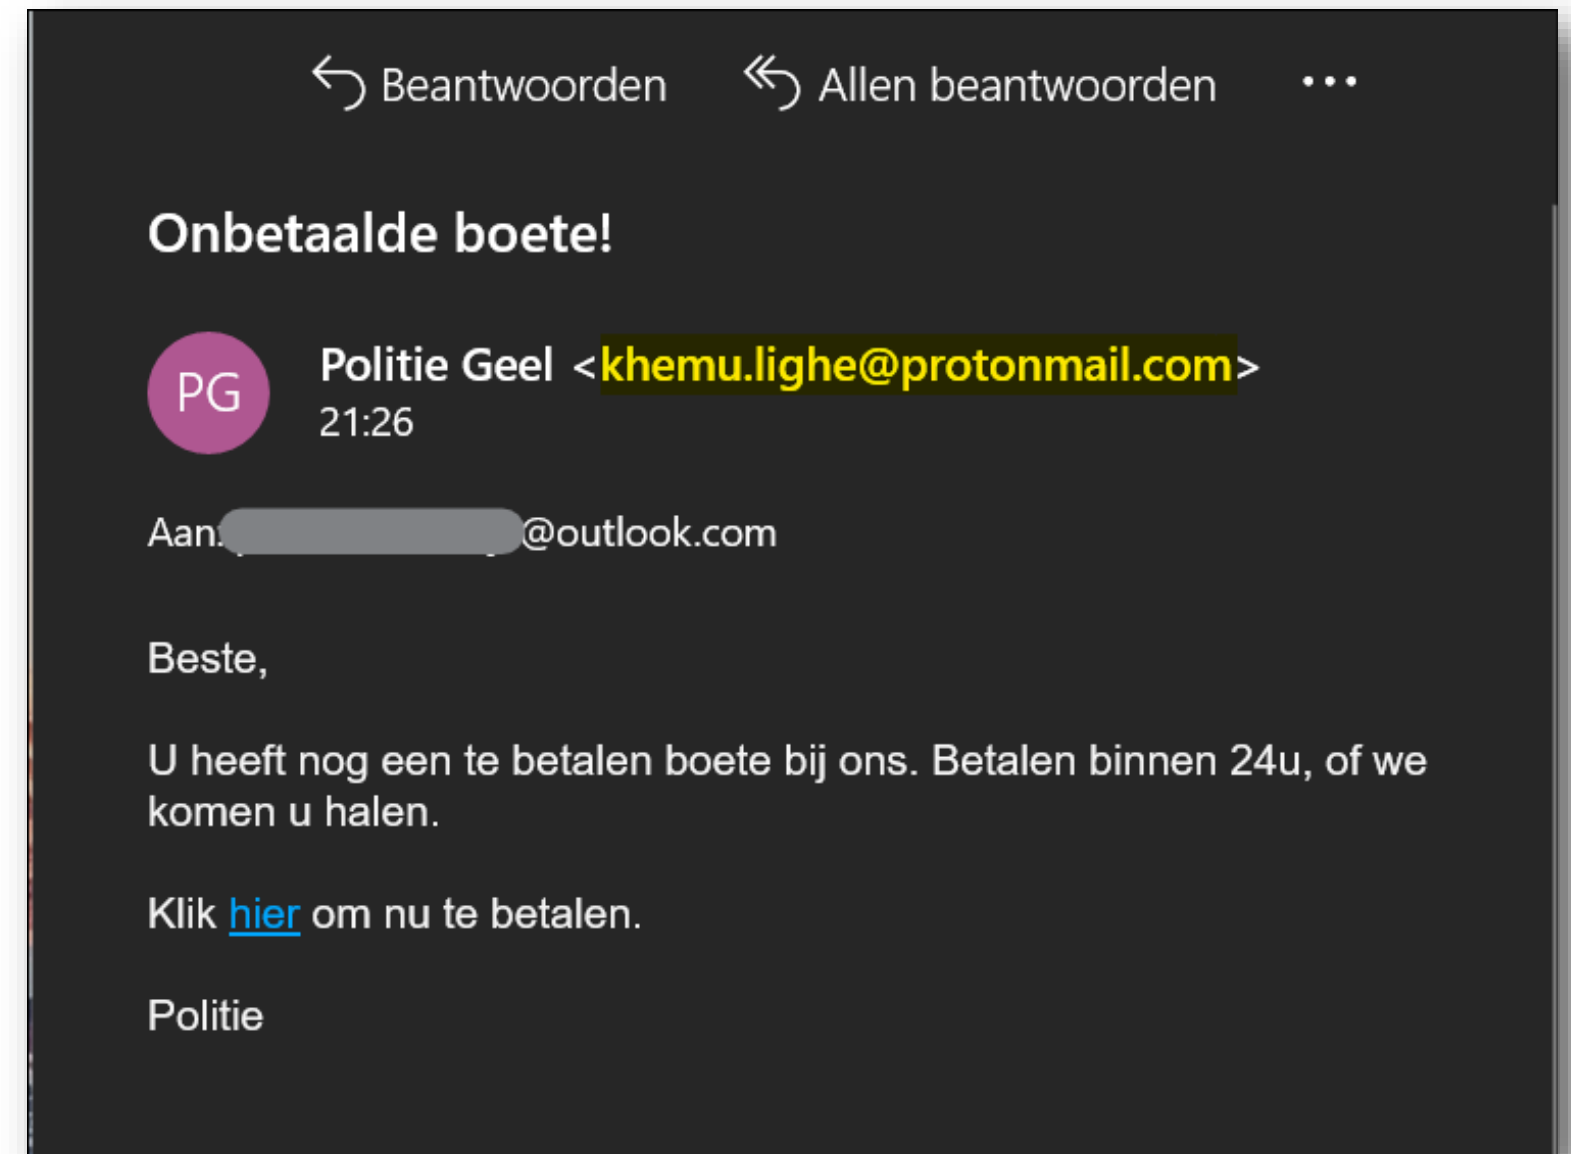 Beantwoorden Allen beantwoorden ...
Onbetaalde boete!
PG
Politie Geel <khemu.lighe@protonmail.com>
21:26
Aan: @outlook.com
Beste,
U heeft nog een te betalen boete bij ons. Betalen binnen 24u, of we
komen u halen.
Klik hier om nu te betalen.
Politie